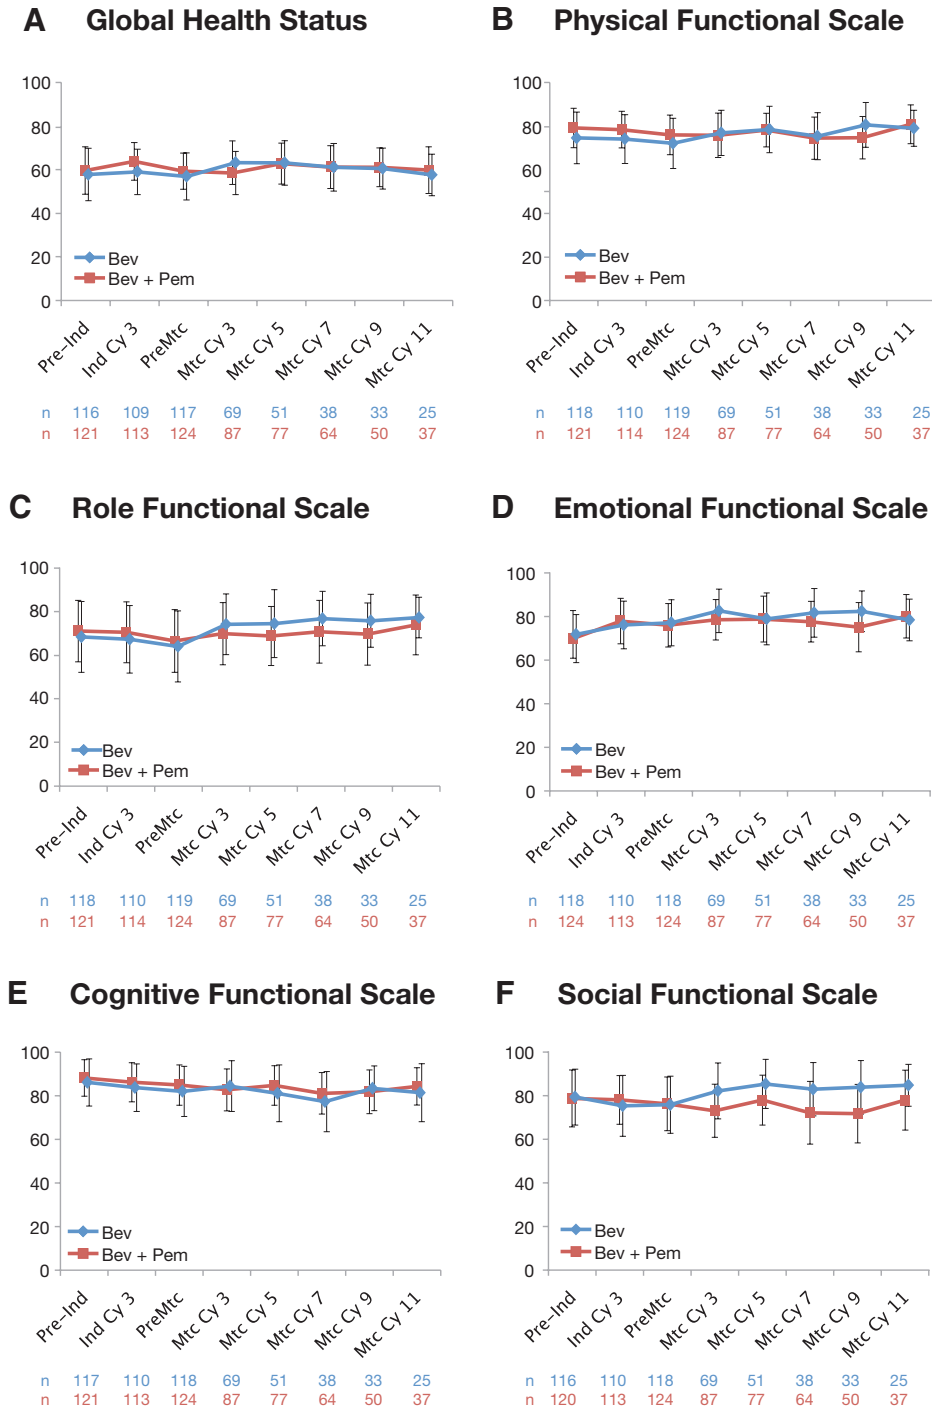 A Global Health Status
100
80
60
40
20
0
Bev
Bev + Pem
Pre–Ind Ind Cy 3 PreMtc Mtc Cy 3 Mtc Cy 5 Mtc Cy 7 Mtc Cy 9 Mtc Cy 11
n 116 109 117 69 51 38 33 25
n 121 113 124 87 77 64 50 37
B Physical Functional Scale
100
80
60
40
20
0
Bev
Bev + Pem
Pre–Ind Ind Cy 3 PreMtc Mtc Cy 3 Mtc Cy 5 Mtc Cy 7 Mtc Cy 9 Mtc Cy 11
n 118 110 119 69 51 38 33 25
n 121 114 124 87 77 64 50 37
C Role Functional Scale
100
80
60
40
20
0
Bev
Bev + Pem
Pre–Ind Ind Cy 3 PreMtc Mtc Cy 3 Mtc Cy 5 Mtc Cy 7 Mtc Cy 9 Mtc Cy 11
n 118 110 119 69 51 38 33 25
n 121 114 124 87 77 64 50 37
D Emotional Functional Scale
100
80
60
40
20
0
Bev
Bev + Pem
Pre–Ind Ind Cy 3 PreMtc Mtc Cy 3 Mtc Cy 5 Mtc Cy 7 Mtc Cy 9 Mtc Cy 11
n 118 110 118 69 51 38 33 25
n 124 113 124 87 77 64 50 37
E Cognitive Functional Scale
100
80
60
40
20
0
Bev
Bev + Pem
Pre–Ind Ind Cy 3 PreMtc Mtc Cy 3 Mtc Cy 5 Mtc Cy 7 Mtc Cy 9 Mtc Cy 11
n 117 110 118 69 51 38 33 25
n 121 113 124 87 77 64 50 37
F Social Functional Scale
100
80
60
40
20
0
Bev
Bev + Pem
Pre–Ind Ind Cy 3 PreMtc Mtc Cy 3 Mtc Cy 5 Mtc Cy 7 Mtc Cy 9 Mtc Cy 11
n 116 110 118 69 51 38 33 25
n 120 113 124 87 77 64 50 37